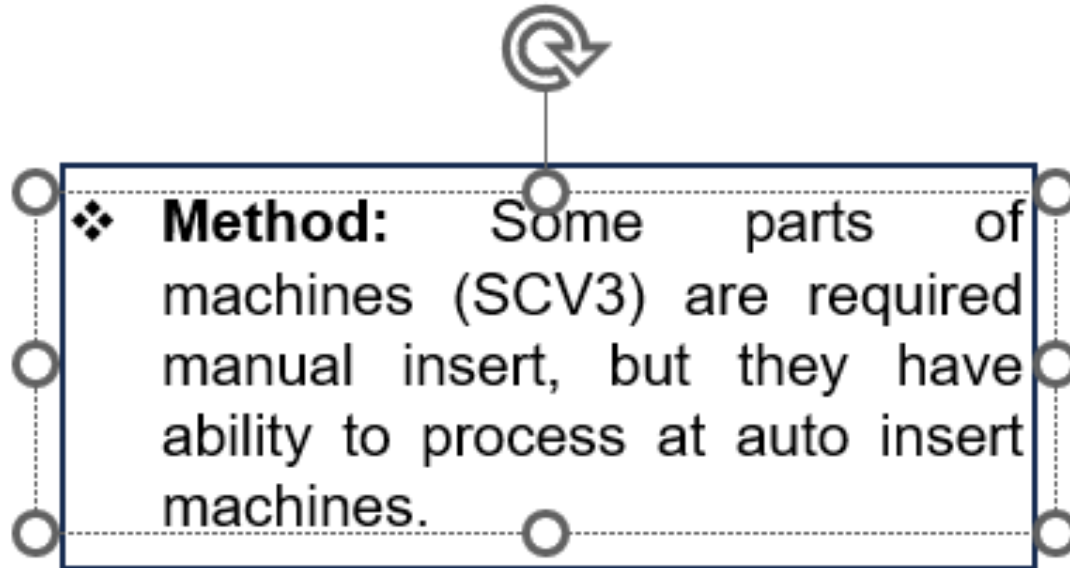 ❖ Method: Some parts of
machines (SCV3) are required
manual insert, but they have
ability to process at auto insert
machines.